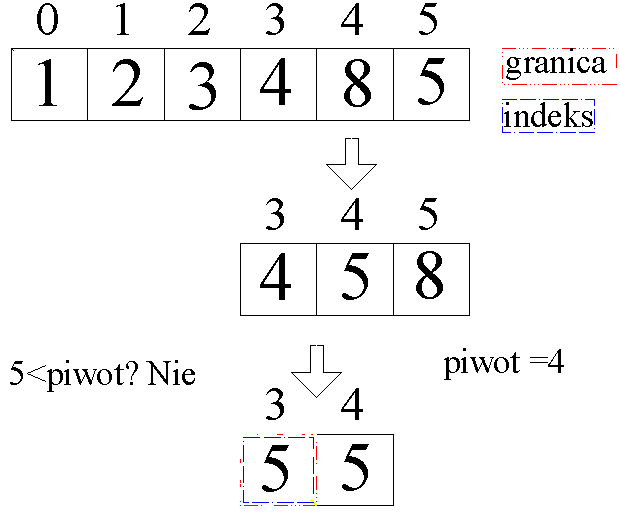 0 1 2 3 4 5
1 2 3 4 8 5
granica
indeks
3 4 5
4 5 8
5<piwot? Nie
piwot =4
3 4
5 5